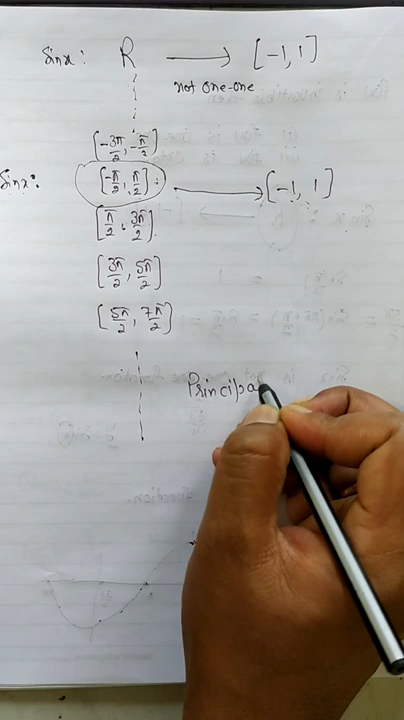 Sinx: R ⟶ [-1, 1]
not one-one
[-3π/2, -π/2]
Sinx: [-π/2, π/2] ⟶ [-1, 1]
[π/2, 3π/2]
[3π/2, 5π/2]
[5π/2, 7π/2]
Principa